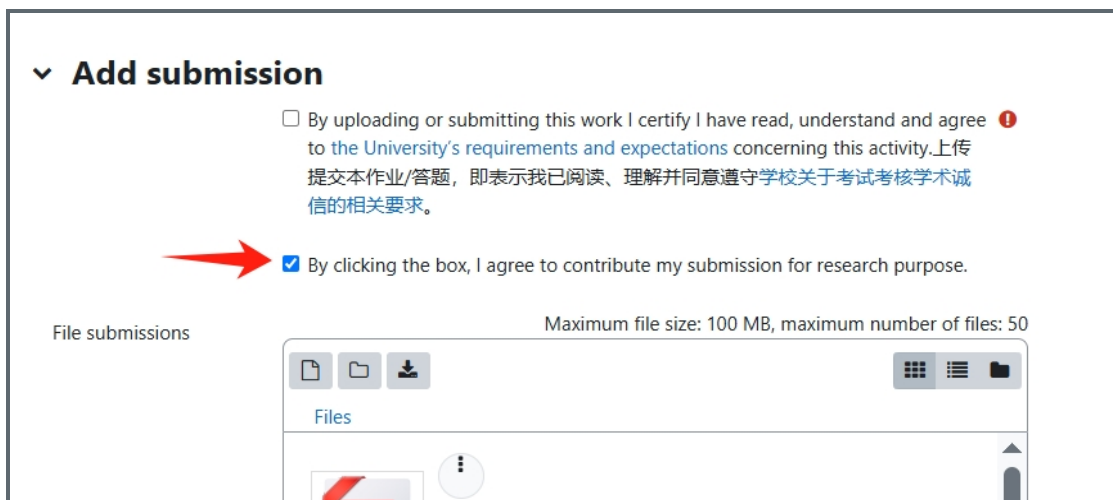 Add submission
By uploading or submitting this work I certify I have read, understand and agree
to the University's requirements and expectations concerning this activity.上传
提交本作业/答题，即表示我已阅读、理解并同意遵守学校关于考试考核学术诚
信的相关要求。
By clicking the box, I agree to contribute my submission for research purpose.
File submissions
Maximum file size: 100 MB, maximum number of files: 50
Files